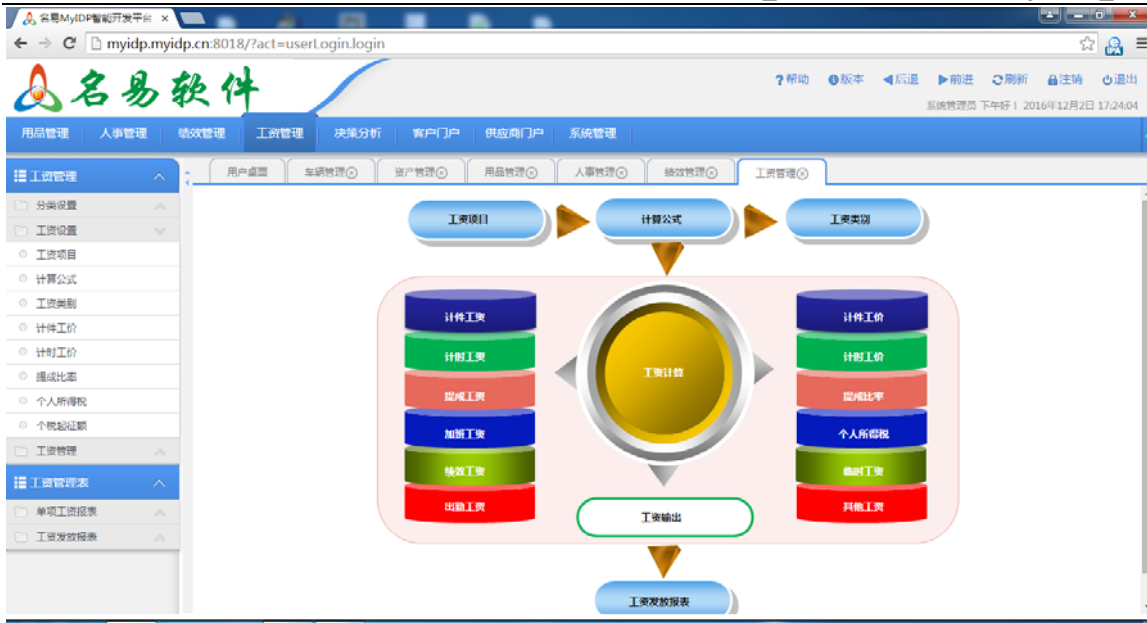 名易MyIDP智能开发平台
myidp.myidp.cn:8018/?act=userLogin.login
名易软件
帮助 版本 后退 前进 刷新 注销 退出
系统管理员 下午好！ 2016年12月2日 17:24:04
用品管理 人事管理 绩效管理 工资管理 决策分析 客户门户 供应商门户 系统管理
工资管理
分类设置
工资设置
工资项目
计算公式
工资类别
计件工价
计时工价
提成比率
个人所得税
个税起征额
工资管理
工资管理表
单项工资报表
工资发放报表
用户桌面 车辆管理 资产管理 用品管理 人事管理 绩效管理 工资管理
工资项目 计算公式 工资类别
计件工资
计时工资
提成工资
加班工资
绩效工资
出勤工资
工资计算
计件工价
计时工价
提成比率
个人所得税
临时工资
其他工资
工资输出
工资发放报表